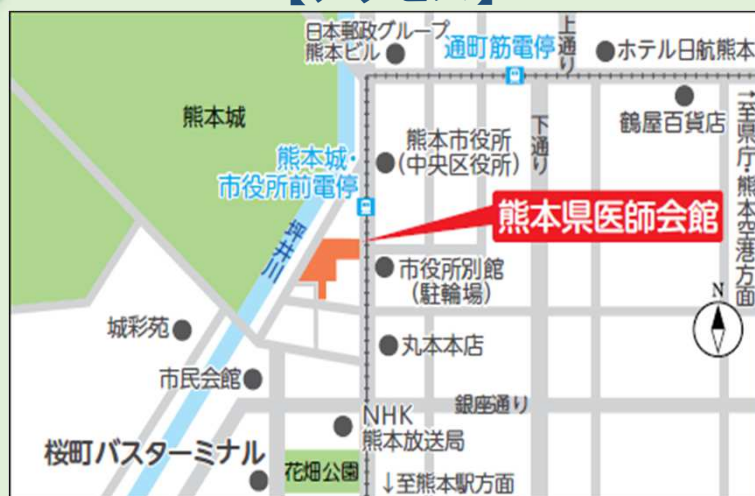 日本郵政グループ
熊本ビル
通町筋電停
上通り
ホテル日航熊本
熊本城
熊本市役所
(中央区役所)
下通り
鶴屋百貨店
→至県庁・熊本空港方面
熊本城・
市役所前電停
熊本県医師会館
坪井川
市役所別館
(駐輪場)
N
城彩苑
丸本本店
市民会館
銀座通り
NHK
熊本放送局
桜町バスターミナル
花畑公園
↓至熊本駅方面